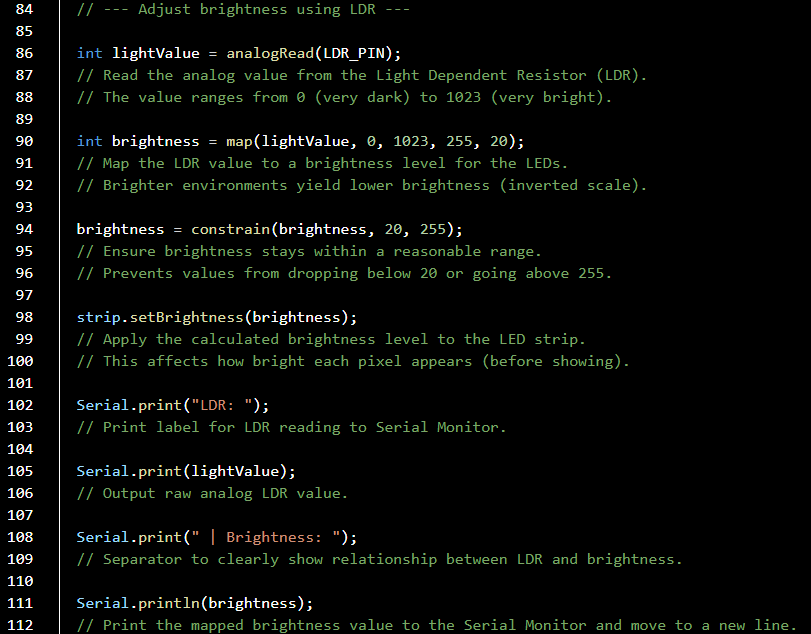 84 // --- Adjust brightness using LDR ---
85
86 int lightValue = analogRead(LDR_PIN);
87 // Read the analog value from the Light Dependent Resistor (LDR).
88 // The value ranges from 0 (very dark) to 1023 (very bright).
89
90 int brightness = map(lightValue, 0, 1023, 255, 20);
91 // Map the LDR value to a brightness level for the LEDs.
92 // Brighter environments yield lower brightness (inverted scale).
93
94 brightness = constrain(brightness, 20, 255);
95 // Ensure brightness stays within a reasonable range.
96 // Prevents values from dropping below 20 or going above 255.
97
98 strip.setBrightness(brightness);
99 // Apply the calculated brightness level to the LED strip.
100 // This affects how bright each pixel appears (before showing).
101
102 Serial.print("LDR: ");
103 // Print label for LDR reading to Serial Monitor.
104
105 Serial.print(lightValue);
106 // Output raw analog LDR value.
107
108 Serial.print(" | Brightness: ");
109 // Separator to clearly show relationship between LDR and brightness.
110
111 Serial.println(brightness);
112 // Print the mapped brightness value to the Serial Monitor and move to a new line.